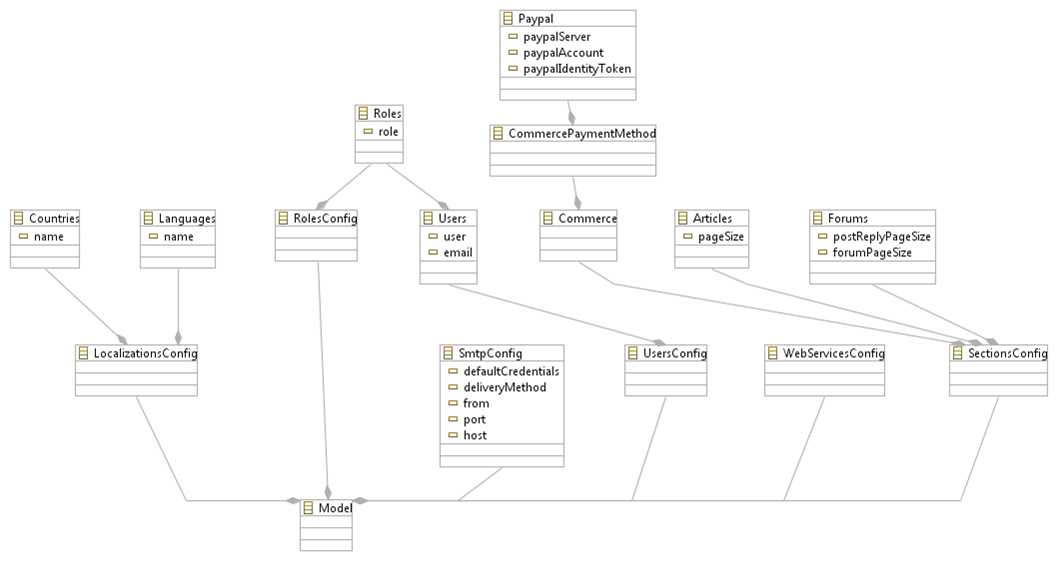 Paypal
paypalServer
paypalAccount
paypalIdentityToken
Roles
role
CommercePaymentMethod
Countries
name
Languages
name
RolesConfig
Users
user
email
Commerce
Articles
pageSize
Forums
postReplyPageSize
forumPageSize
LocalizationsConfig
SmtpConfig
defaultCredentials
deliveryMethod
from
port
host
UsersConfig
WebServicesConfig
SectionsConfig
Model